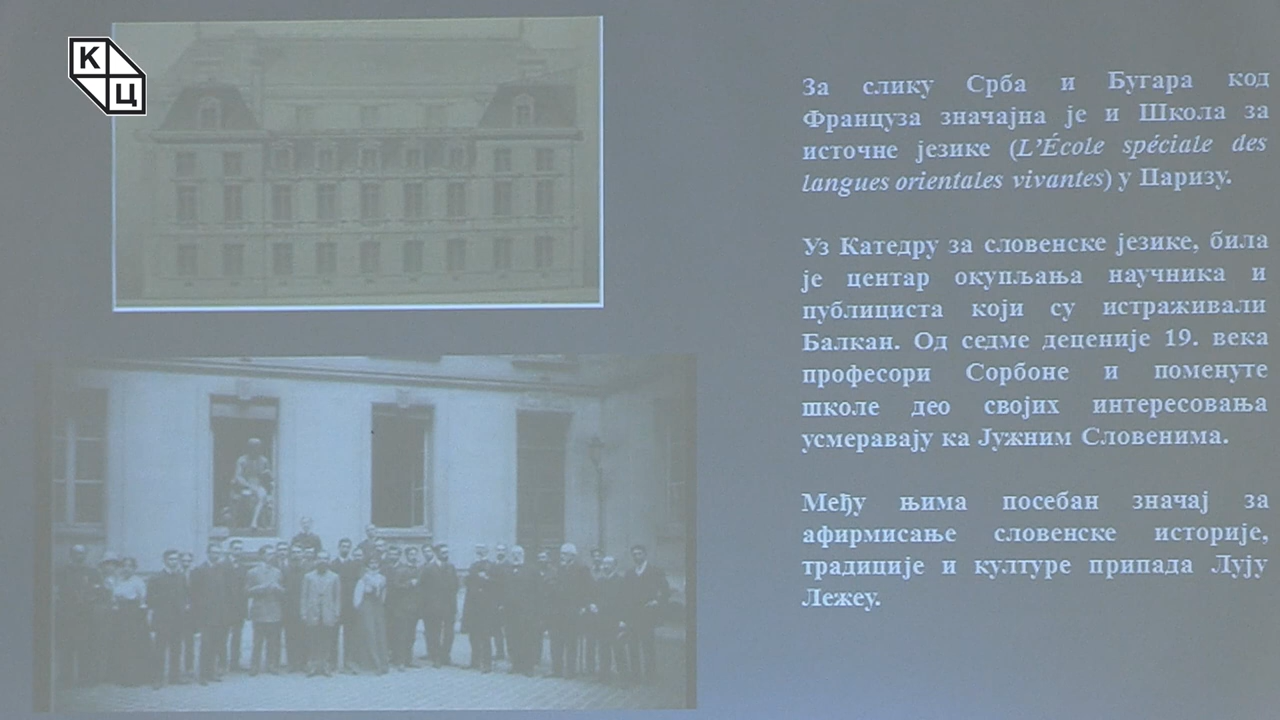 К
Ц
За слику Срба и Бугара код
Француза значајна је и Школа за
источне језике (L’École spéciale des
langues orientales vivantes) у Паризу.
Уз Катедру за словенске језике, била
је центар окупљања научника и
публициста који су истраживали
Балкан. Од седме деценије 19. века
професори Сорбоне и поменуте
школе део својих интересовања
усмеравају ка Јужним Словенима.
Међу њима посебан значај за
афирмисање словенске историје,
традиције и културе припада Лују
Лежеу.